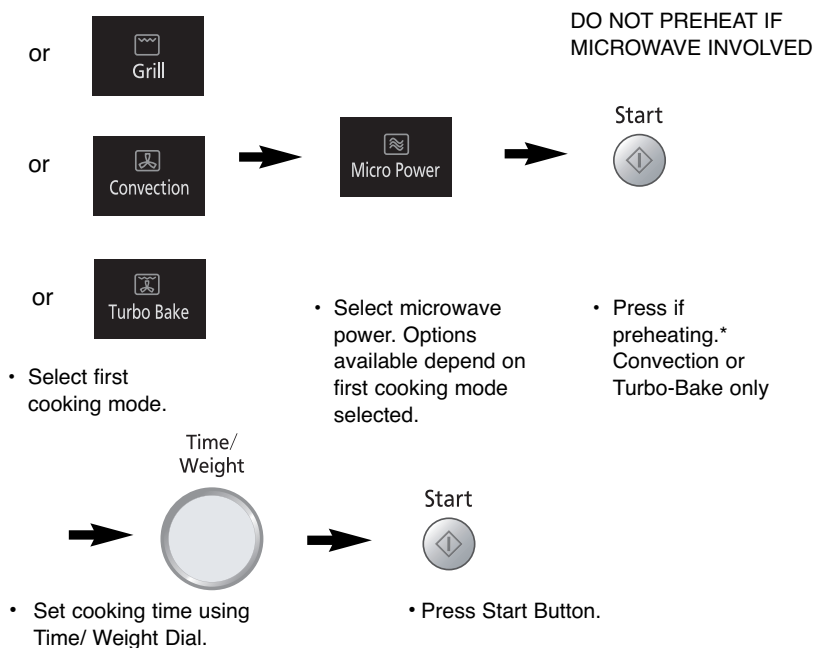 DO NOT PREHEAT IF
MICROWAVE INVOLVED
or
Grill
or
Convection
Micro Power
Start
or
Turbo Bake
• Select first
cooking mode.
• Select microwave
power. Options
available depend on
first cooking mode
selected.
• Press if
preheating.*
Convection or
Turbo-Bake only
Time/
Weight
Start
• Set cooking time using
Time/ Weight Dial.
• Press Start Button.